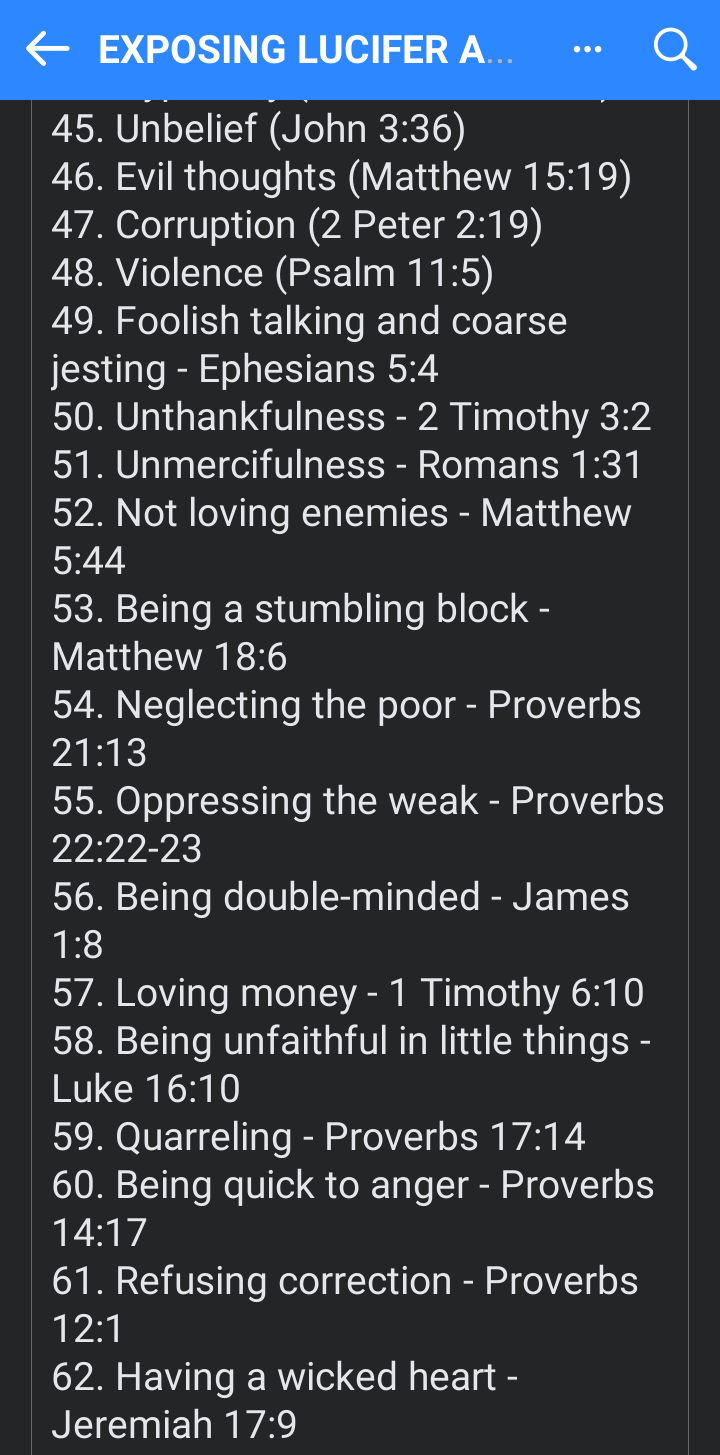 EXPOSING LUCIFER A...
45. Unbelief (John 3:36)
46. Evil thoughts (Matthew 15:19)
47. Corruption (2 Peter 2:19)
48. Violence (Psalm 11:5)
49. Foolish talking and coarse
jesting - Ephesians 5:4
50. Unthankfulness - 2 Timothy 3:2
51. Unmercifulness - Romans 1:31
52. Not loving enemies - Matthew
5:44
53. Being a stumbling block -
Matthew 18:6
54. Neglecting the poor - Proverbs
21:13
55. Oppressing the weak - Proverbs
22:22-23
56. Being double-minded - James
1:8
57. Loving money - 1 Timothy 6:10
58. Being unfaithful in little things -
Luke 16:10
59. Quarreling - Proverbs 17:14
60. Being quick to anger - Proverbs
14:17
61. Refusing correction - Proverbs
12:1
62. Having a wicked heart -
Jeremiah 17:9